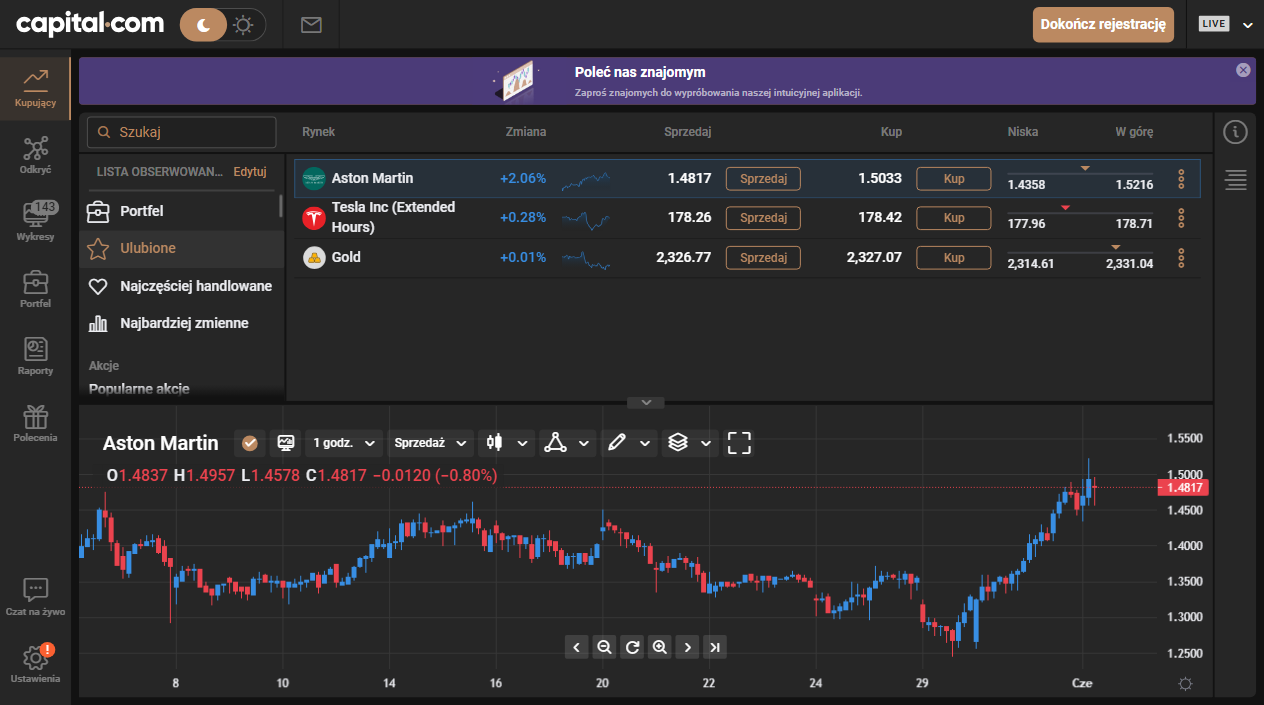 capital.com
Dokończ rejestrację
LIVE
Poleć nas znajomym
Zaproś znajomych do wypróbowania naszej intuicyjnej aplikacji.
Kupujący
Odkryć
143
Wykresy
Portfel
Raporty
Polecenia
Czat na żywo
!
Ustawienia
Szukaj
LISTA OBSERWOWAN... Edytuj
Portfel
Ulubione
Najczęściej handlowane
Najbardziej zmienne
Akcje
Popularne akcje
Rynek Zmiana Sprzedaj Kup Niska W górę
Aston Martin +2.06% 1.4817 Sprzedaj 1.5033 Kup 1.4358 1.5216
Tesla Inc (Extended
Hours) +0.28% 178.26 Sprzedaj 178.42 Kup 177.96 178.71
Gold +0.01% 2,326.77 Sprzedaj 2,327.07 Kup 2,314.61 2,331.04
Aston Martin 1 godz. Sprzedaż
O1.4837 H1.4957 L1.4578 C1.4817 −0.0120 (−0.80%)
1.5500
1.5000
1.4817
1.4500
1.4000
1.3500
1.3000
1.2500
8 10 14 16 20 22 24 29 Cze